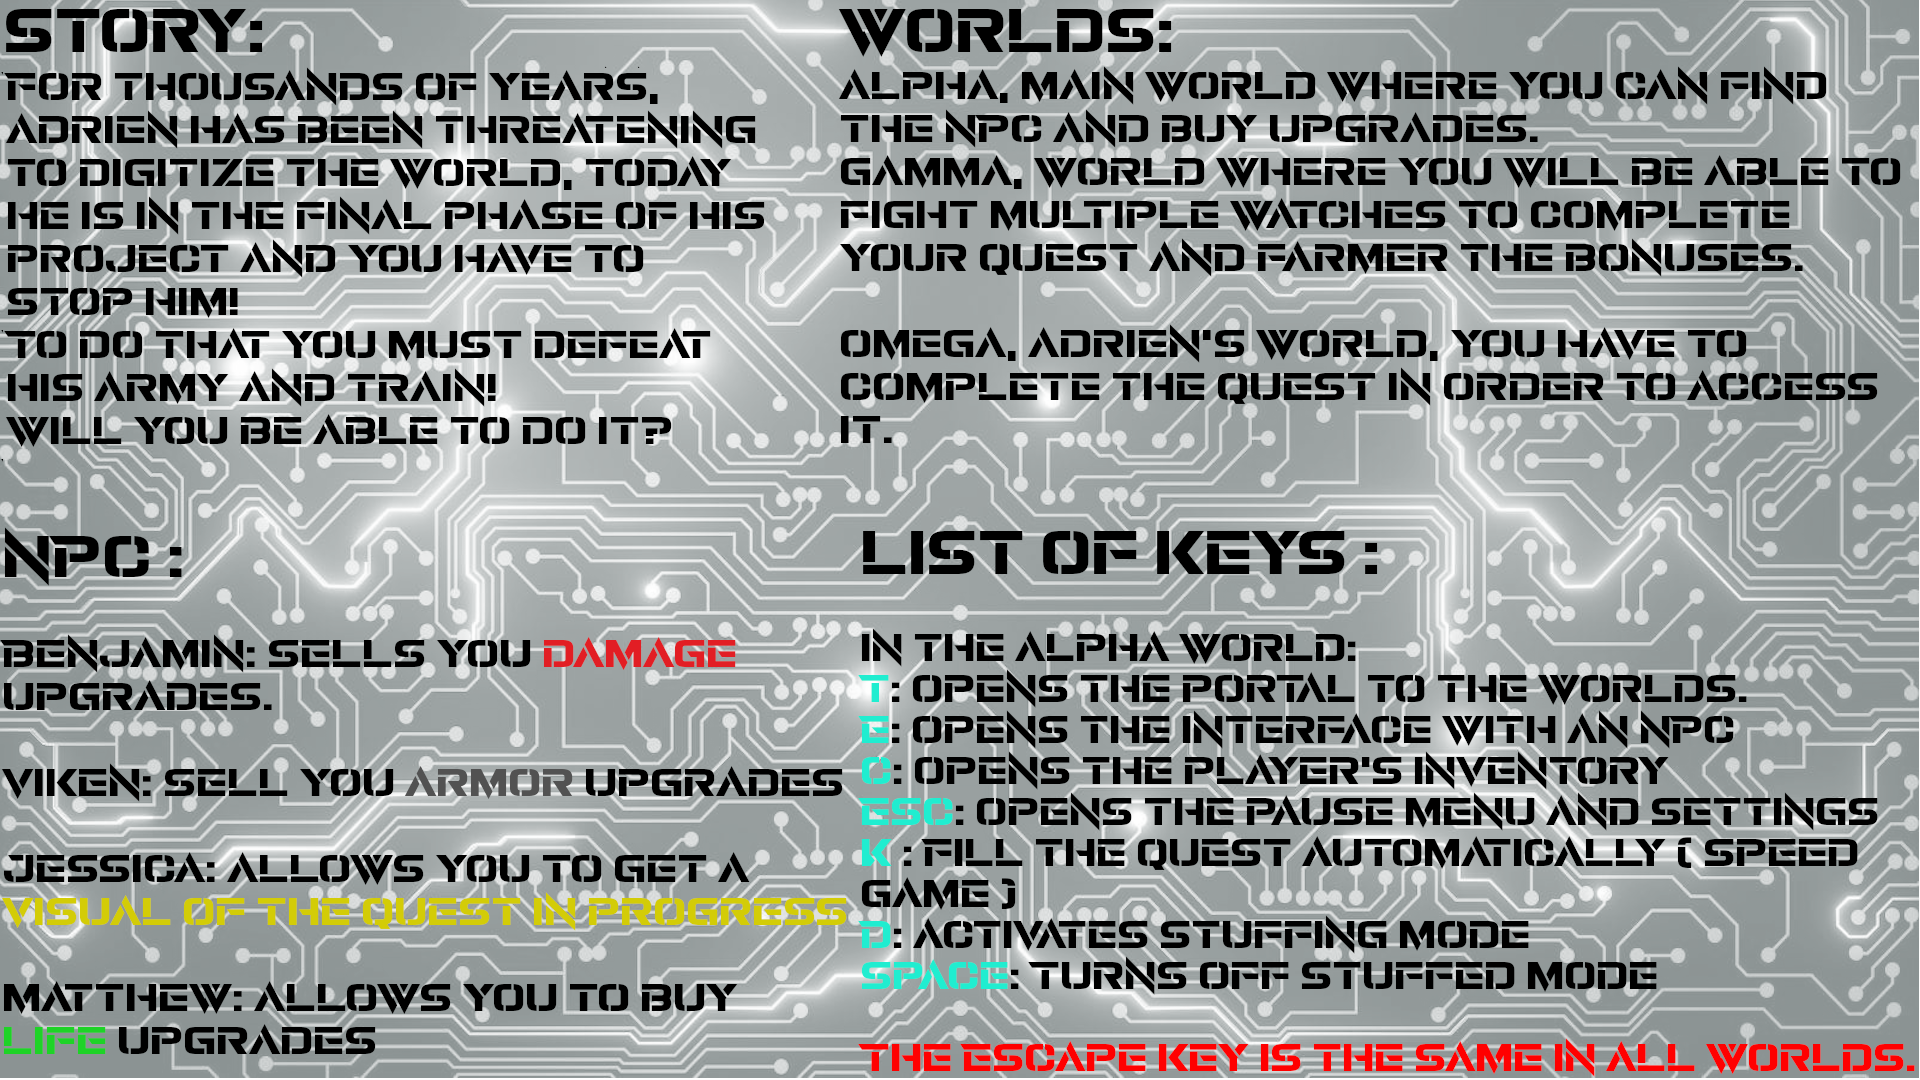 STORY:
FOR THOUSANDS OF YEARS,
ADRIEN HAS BEEN THREATENING
TO DIGITIZE THE WORLD, TODAY
HE IS IN THE FINAL PHASE OF HIS
PROJECT AND YOU HAVE TO
STOP HIM!
TO DO THAT YOU MUST DEFEAT
HIS ARMY AND TRAIN!
WILL YOU BE ABLE TO DO IT?
WORLDS:
ALPHA, MAIN WORLD WHERE YOU CAN FIND
THE NPC AND BUY UPGRADES.
GAMMA, WORLD WHERE YOU WILL BE ABLE TO
FIGHT MULTIPLE WATCHES TO COMPLETE
YOUR QUEST AND FARMER THE BONUSES.
OMEGA, ADRIEN'S WORLD, YOU HAVE TO
COMPLETE THE QUEST IN ORDER TO ACCESS
IT.
NPC :
BENJAMIN: SELLS YOU DAMAGE
UPGRADES.
VIKEN: SELL YOU ARMOR UPGRADES
JESSICA: ALLOWS YOU TO GET A
VISUAL OF THE QUEST IN PROGRESS
MATTHEW: ALLOWS YOU TO BUY
LIFE UPGRADES
LIST OF KEYS :
IN THE ALPHA WORLD:
T: OPENS THE PORTAL TO THE WORLDS.
E: OPENS THE INTERFACE WITH AN NPC
C: OPENS THE PLAYER'S INVENTORY
ESC: OPENS THE PAUSE MENU AND SETTINGS
K : FILL THE QUEST AUTOMATICALLY ( SPEED
GAME )
D: ACTIVATES STUFFING MODE
SPACE: TURNS OFF STUFFED MODE
THE ESCAPE KEY IS THE SAME IN ALL WORLDS.